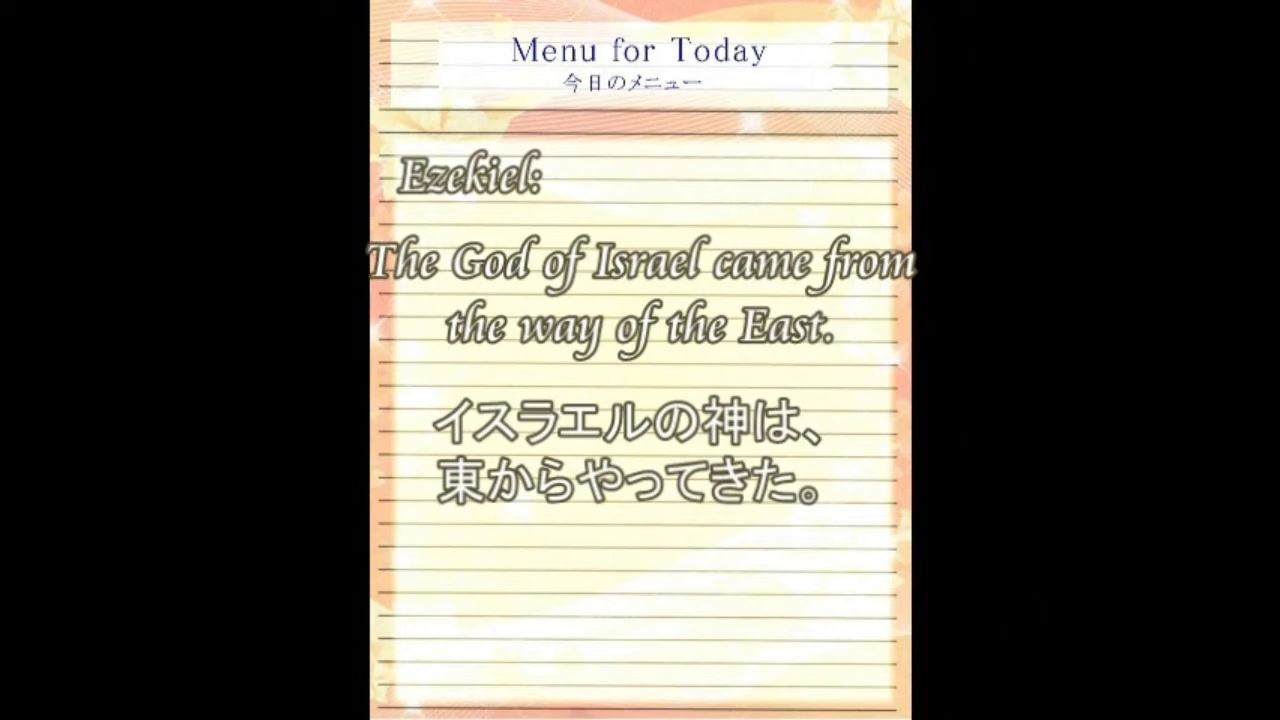 Menu for Today
今日のメニュー
Ezekiel:
The God of Israel came from
the way of the East.
イスラエルの神は、
東からやってきた。